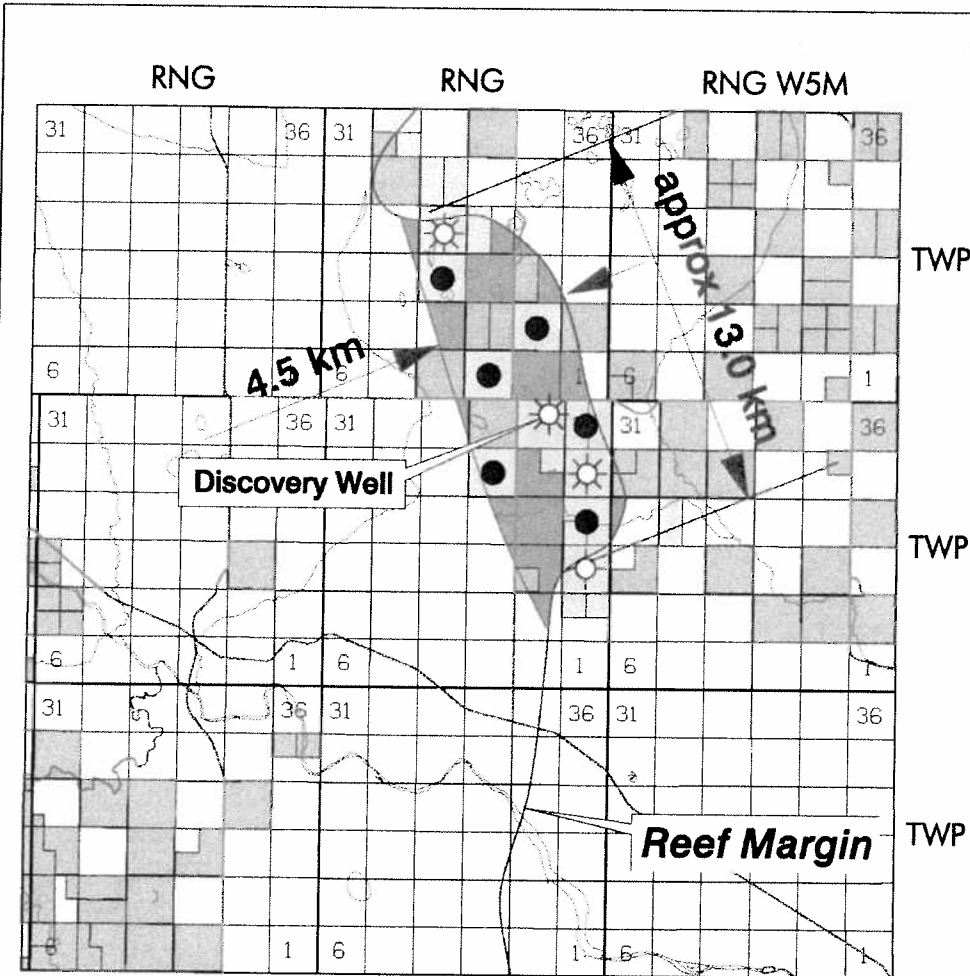 RNG RNG RNG W5M
31 36 31 36 31 36
approx 13.0 km
TWP
4.5 km
6 6 1 6 1
31 36 31 31 36
Discovery Well
TWP
6 1 6 1 6 1
31 36 31 36 31 36
Reef Margin
TWP
6 1 6 1 6 1